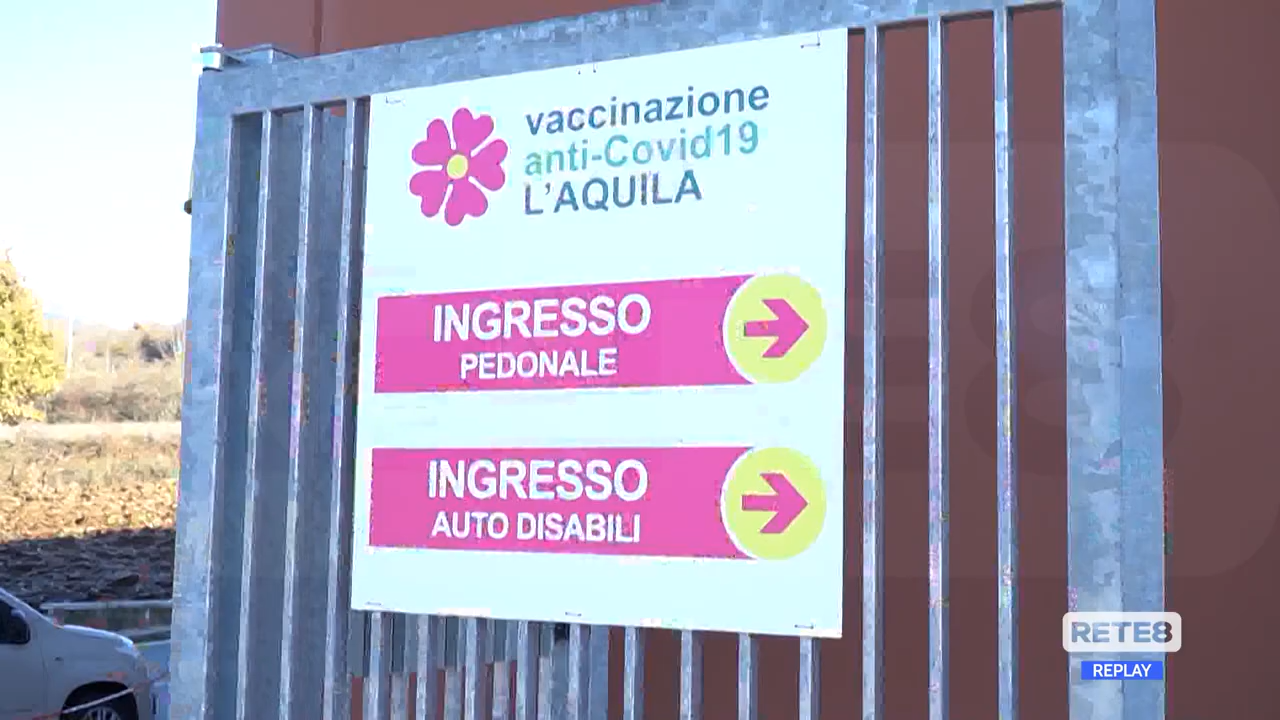 vaccinazione
anti-Covid19
L'AQUILA
INGRESSO
PEDONALE
INGRESSO
AUTO DISABILI
RETE8
REPLAY